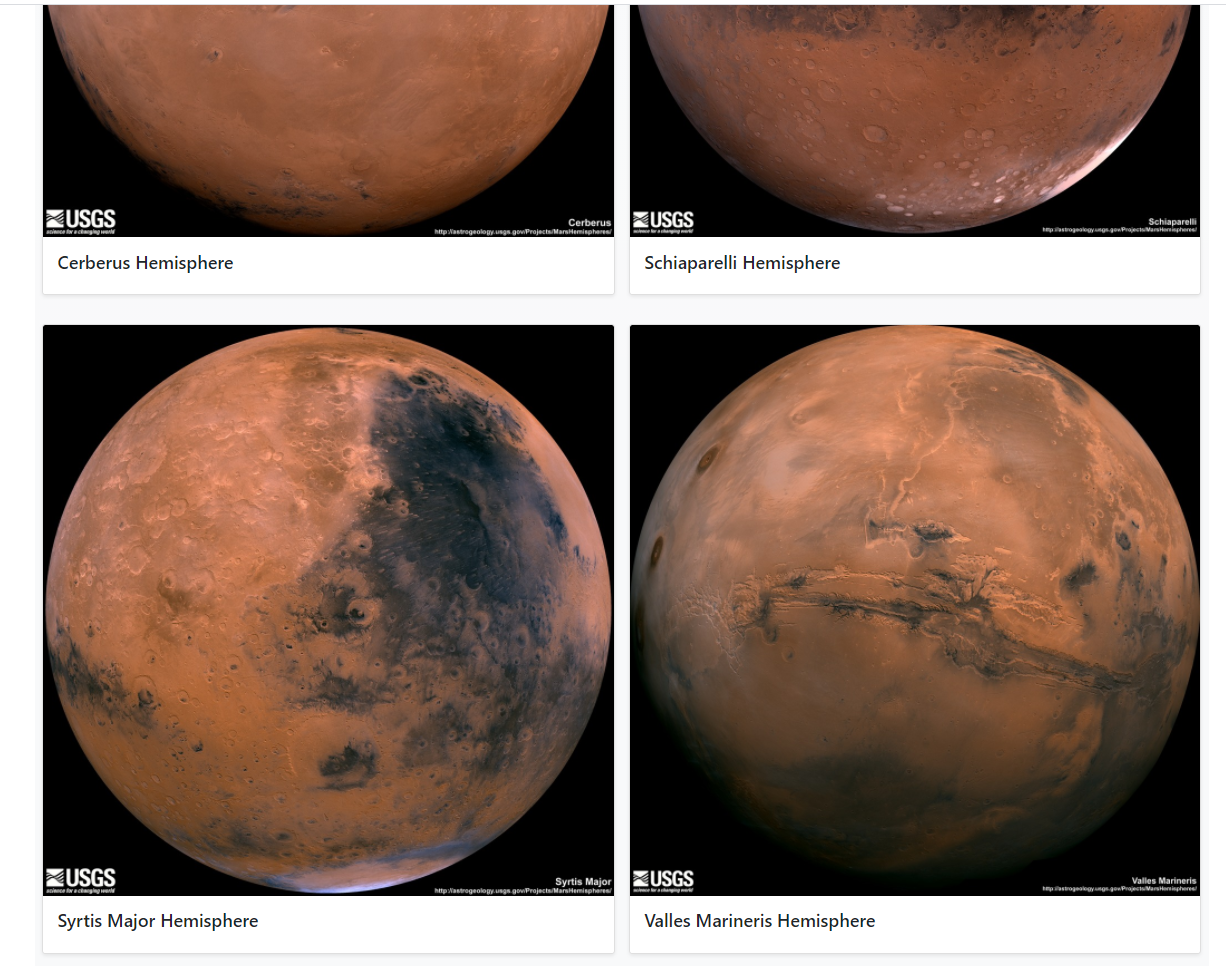 USGS
science for a changing world
Cerberus
http://astrogeology.usgs.gov/Projects/MarsHemispheres/
Cerberus Hemisphere
USGS
science for a changing world
Schiaparelli
http://astrogeology.usgs.gov/Projects/MarsHemispheres/
Schiaparelli Hemisphere
USGS
science for a changing world
Syrtis Major
http://astrogeology.usgs.gov/Projects/MarsHemispheres/
Syrtis Major Hemisphere
USGS
science for a changing world
Valles Marineris
http://astrogeology.usgs.gov/Projects/MarsHemispheres/
Valles Marineris Hemisphere